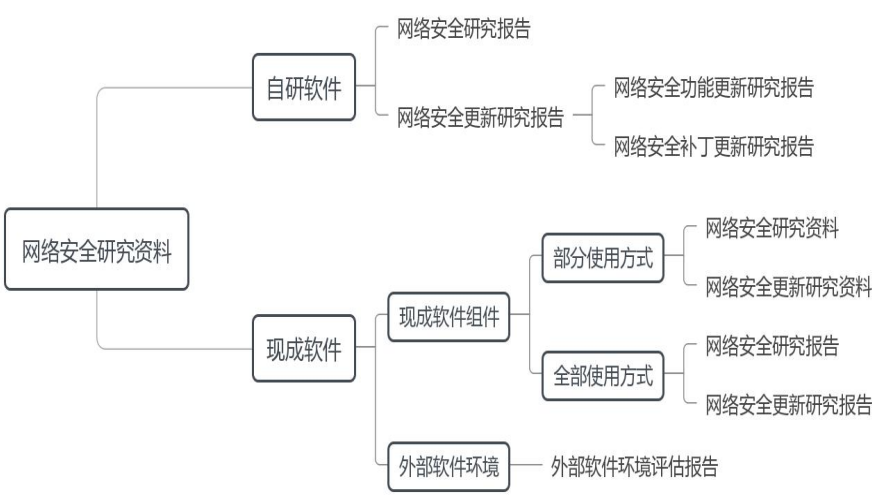 网络安全研究资料
自研软件
网络安全研究报告
网络安全更新研究报告
网络安全功能更新研究报告
网络安全补丁更新研究报告
现成软件
现成软件组件
部分使用方式
网络安全研究资料
网络安全更新研究资料
全部使用方式
网络安全研究报告
网络安全更新研究报告
外部软件环境
外部软件环境评估报告